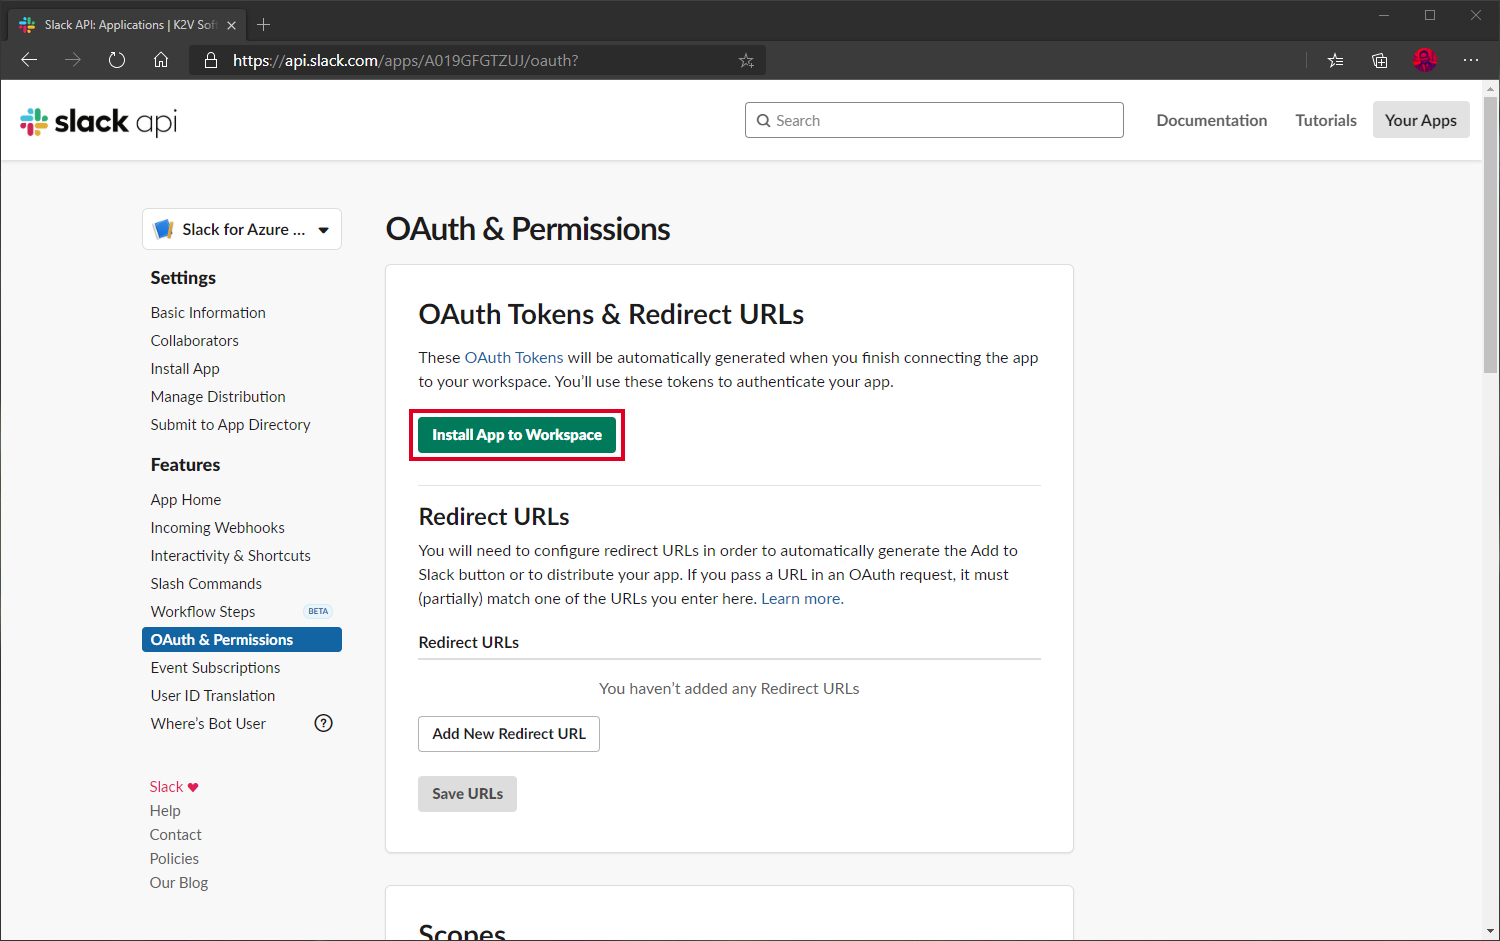 Slack API: Applications | K2V Sof
https://api.slack.com/apps/A019GFGTZUJ/oauth?
slack api
Search
Documentation
Tutorials
Your Apps
Slack for Azure ...
Settings
Basic Information
Collaborators
Install App
Manage Distribution
Submit to App Directory
Features
App Home
Incoming Webhooks
Interactivity & Shortcuts
Slash Commands
Workflow Steps BETA
OAuth & Permissions
Event Subscriptions
User ID Translation
Where's Bot User ?
Slack ♥
Help
Contact
Policies
Our Blog
OAuth & Permissions
OAuth Tokens & Redirect URLs
These OAuth Tokens will be automatically generated when you finish connecting the app
to your workspace. You'll use these tokens to authenticate your app.
Install App to Workspace
Redirect URLs
You will need to configure redirect URLs in order to automatically generate the Add to
Slack button or to distribute your app. If you pass a URL in an OAuth request, it must
(partially) match one of the URLs you enter here. Learn more.
Redirect URLs
You haven't added any Redirect URLs
Add New Redirect URL
Save URLs
Scopes